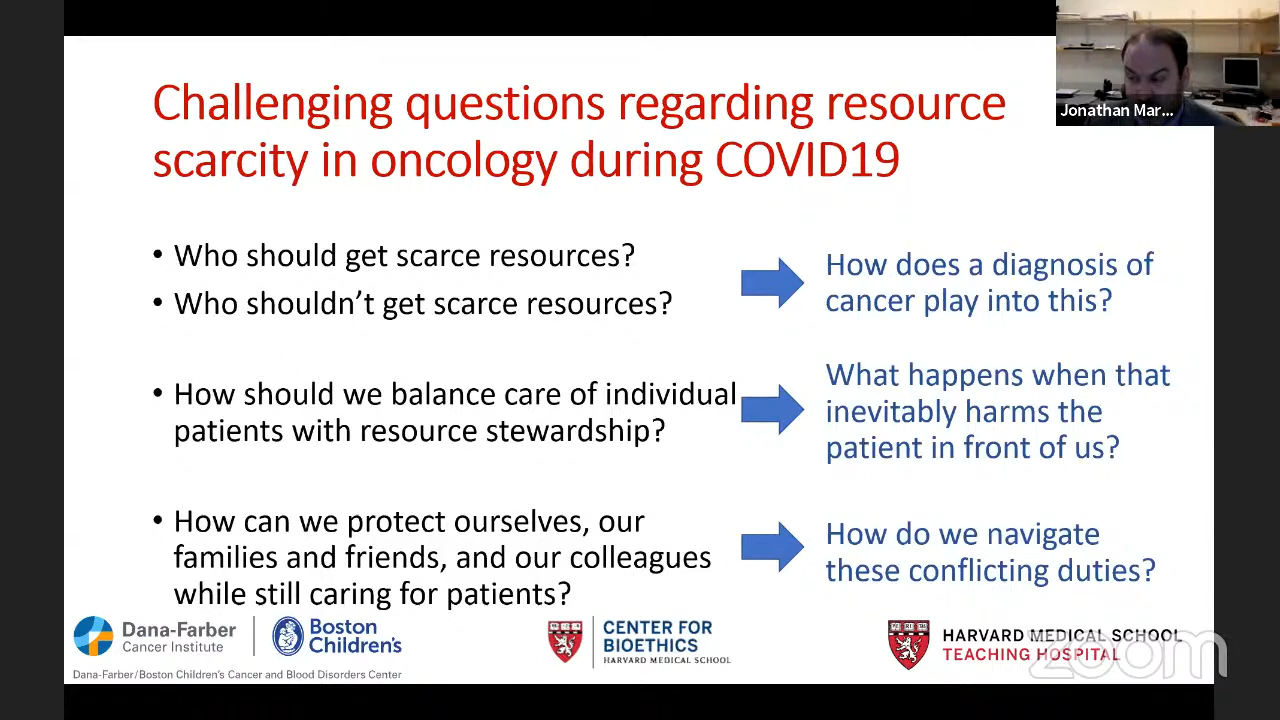 Challenging questions regarding resource
scarcity in oncology during COVID19
Jonathan Mar...
• Who should get scarce resources?
• Who shouldn't get scarce resources?
How does a diagnosis of
cancer play into this?
• How should we balance care of individual
patients with resource stewardship?
What happens when that
inevitably harms the
patient in front of us?
• How can we protect ourselves, our
families and friends, and our colleagues
while still caring for patients?
How do we navigate
these conflicting duties?
Dana-Farber
Cancer Institute
Boston
Children's
Dana-Farber/Boston Children's Cancer and Blood Disorders Center
CENTER FOR
BIOETHICS
HARVARD MEDICAL SCHOOL
HARVARD MEDICAL SCHOOL
TEACHING HOSPITAL
zoom